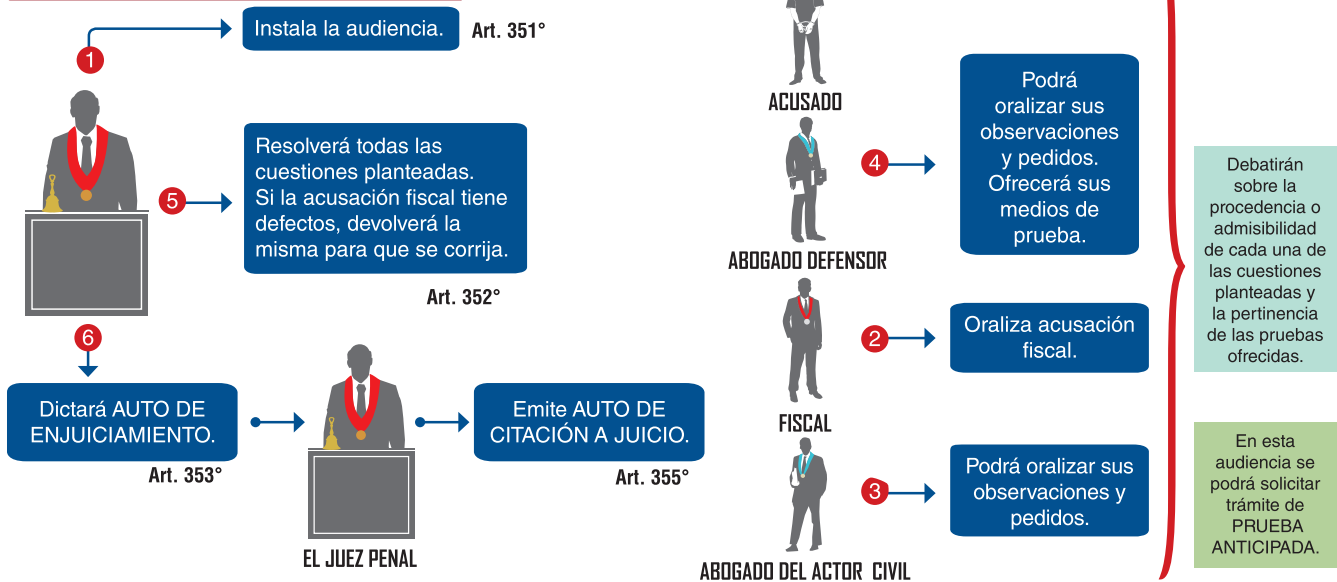 1
Instala la audiencia.
Art. 351°
5
Resolverá todas las
cuestiones planteadas.
Si la acusación fiscal tiene
defectos, devolverá la
misma para que se corrija.
Art. 352°
6
Dictará AUTO DE
ENJUICIAMIENTO.
Art. 353°
EL JUEZ PENAL
Emite AUTO DE
CITACIÓN A JUICIO.
Art. 355°
ACUSADO
ABOGADO DEFENSOR
4
Podrá
oralizar sus
observaciones
y pedidos.
Ofrecerá sus
medios de
prueba.
FISCAL
2
Oraliza acusación
fiscal.
ABOGADO DEL ACTOR CIVIL
3
Podrá oralizar sus
observaciones y
pedidos.
Debatirán
sobre la
procedencia o
admisibilidad
de cada una de
las cuestiones
planteadas y
la pertinencia
de las pruebas
ofrecidas.
En esta
audiencia se
podrá solicitar
trámite de
PRUEBA
ANTICIPADA.